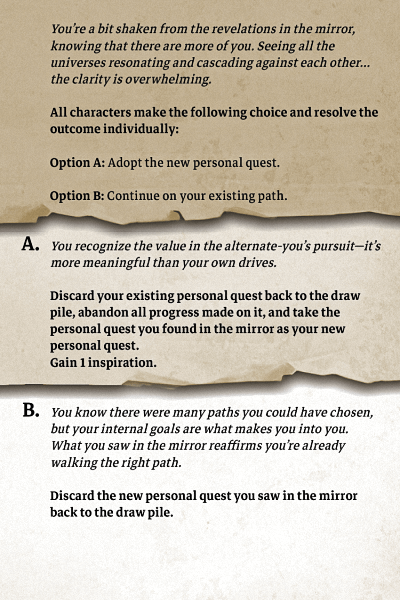 You're a bit shaken from the revelations in the mirror,
knowing that there are more of you. Seeing all the
universes resonating and cascading against each other...
the clarity is overwhelming.
All characters make the following choice and resolve the
outcome individually:
Option A: Adopt the new personal quest.
Option B: Continue on your existing path.
A. You recognize the value in the alternate-you's pursuit—it's
more meaningful than your own drives.
Discard your existing personal quest back to the draw
pile, abandon all progress made on it, and take the
personal quest you found in the mirror as your new
personal quest.
Gain 1 inspiration.
B. You know there were many paths you could have chosen,
but your internal goals are what makes you into you.
What you saw in the mirror reaffirms you're already
walking the right path.
Discard the new personal quest you saw in the mirror
back to the draw pile.